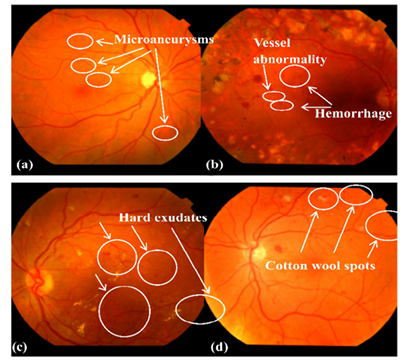 Microaneurysms
Vessel
abnormality
Hemorrhage
(a)
(b)
Hard exudates
Cotton wool spots
(c)
(d)